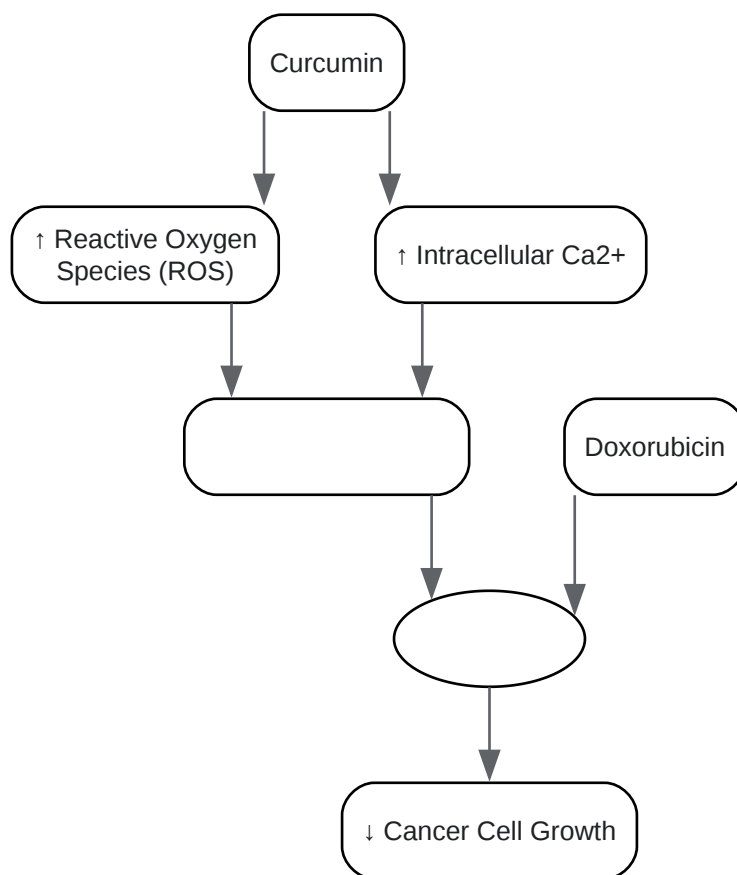 Curcumin
↑ Reactive Oxygen
Species (ROS)
↑ Intracellular Ca2+
Doxorubicin
↓ Cancer Cell Growth